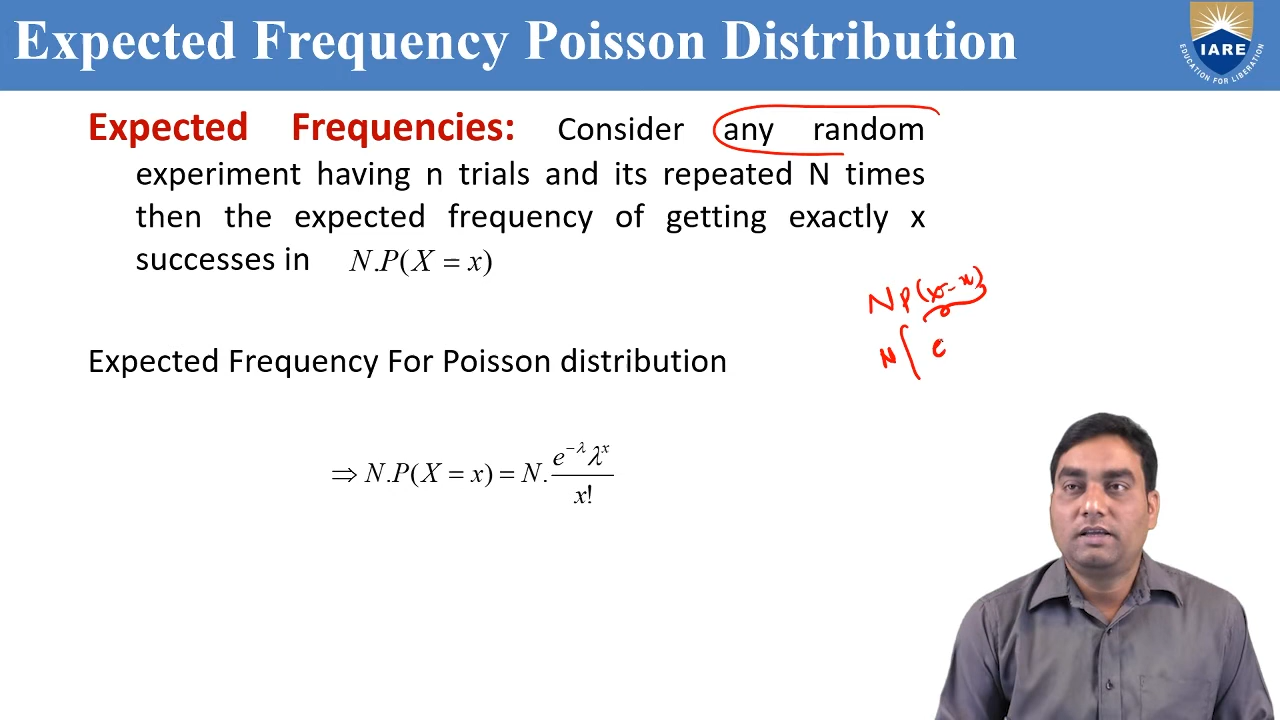 Expected Frequency Poisson Distribution
IARE
EDUCATION FOR LIBERATION
Expected Frequencies: Consider any random
experiment having n trials and its repeated N times
then the expected frequency of getting exactly x
successes in N.P(X = x)
NP(x=x)
N( e
Expected Frequency For Poisson distribution
⇒ N.P(X = x) = N. e^{-λ} λ^x / x!